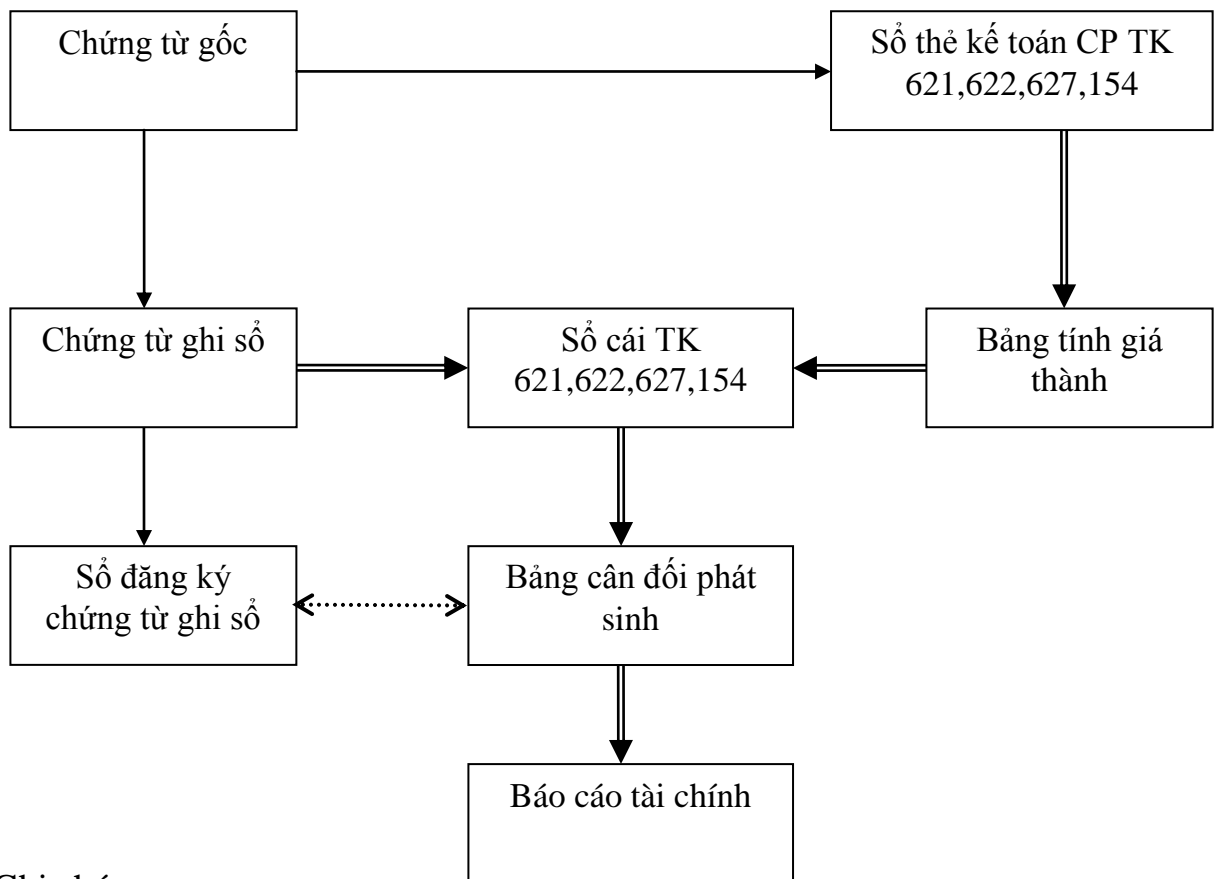 Chứng từ gốc
Sổ thẻ kế toán CP TK
621,622,627,154
Chứng từ ghi sổ
Sổ cái TK
621,622,627,154
Bảng tính giá
thành
Sổ đăng ký
chứng từ ghi sổ
Bảng cân đối phát
sinh
Báo cáo tài chính